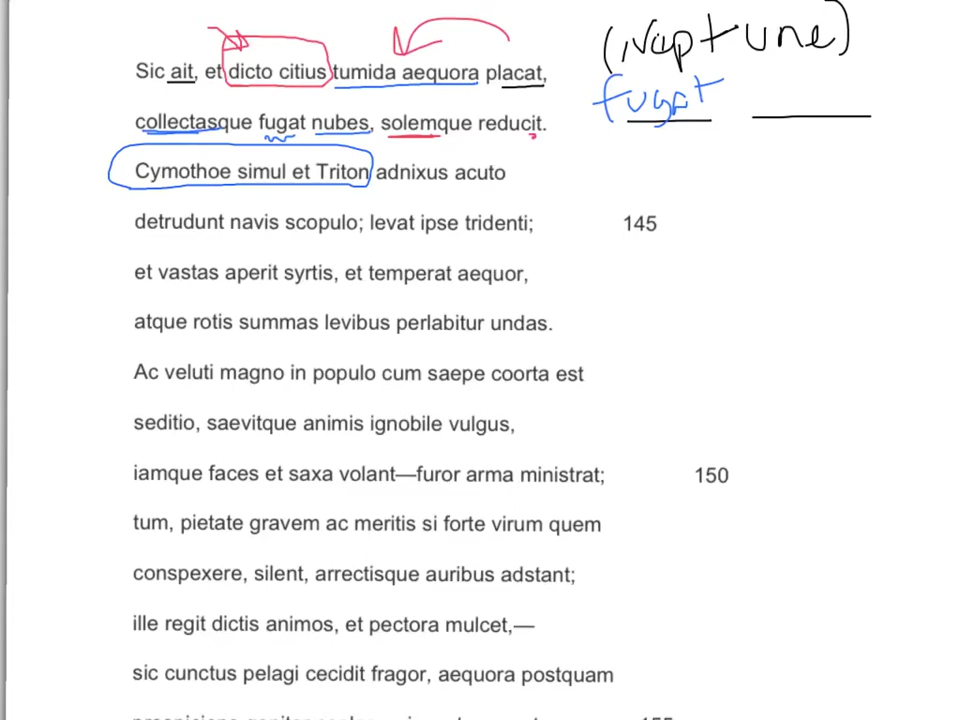 (Neptune)
Sic ait, et dicto citius tumida aequora placat,
fugat
collectasque fugat nubes, solemque reducit.
Cymothoe simul et Triton adnixus acuto
detrudunt navis scopulo; levat ipse tridenti; 145
et vastas aperit syrtis, et temperat aequor,
atque rotis summas levibus perlabitur undas.
Ac veluti magno in populo cum saepe coorta est
seditio, saevitque animis ignobile vulgus,
iamque faces et saxa volant—furor arma ministrat; 150
tum, pietate gravem ac meritis si forte virum quem
conspexere, silent, arrectisque auribus adstant;
ille regit dictis animos, et pectora mulcet,—
sic cunctus pelagi cecidit fragor, aequora postquam